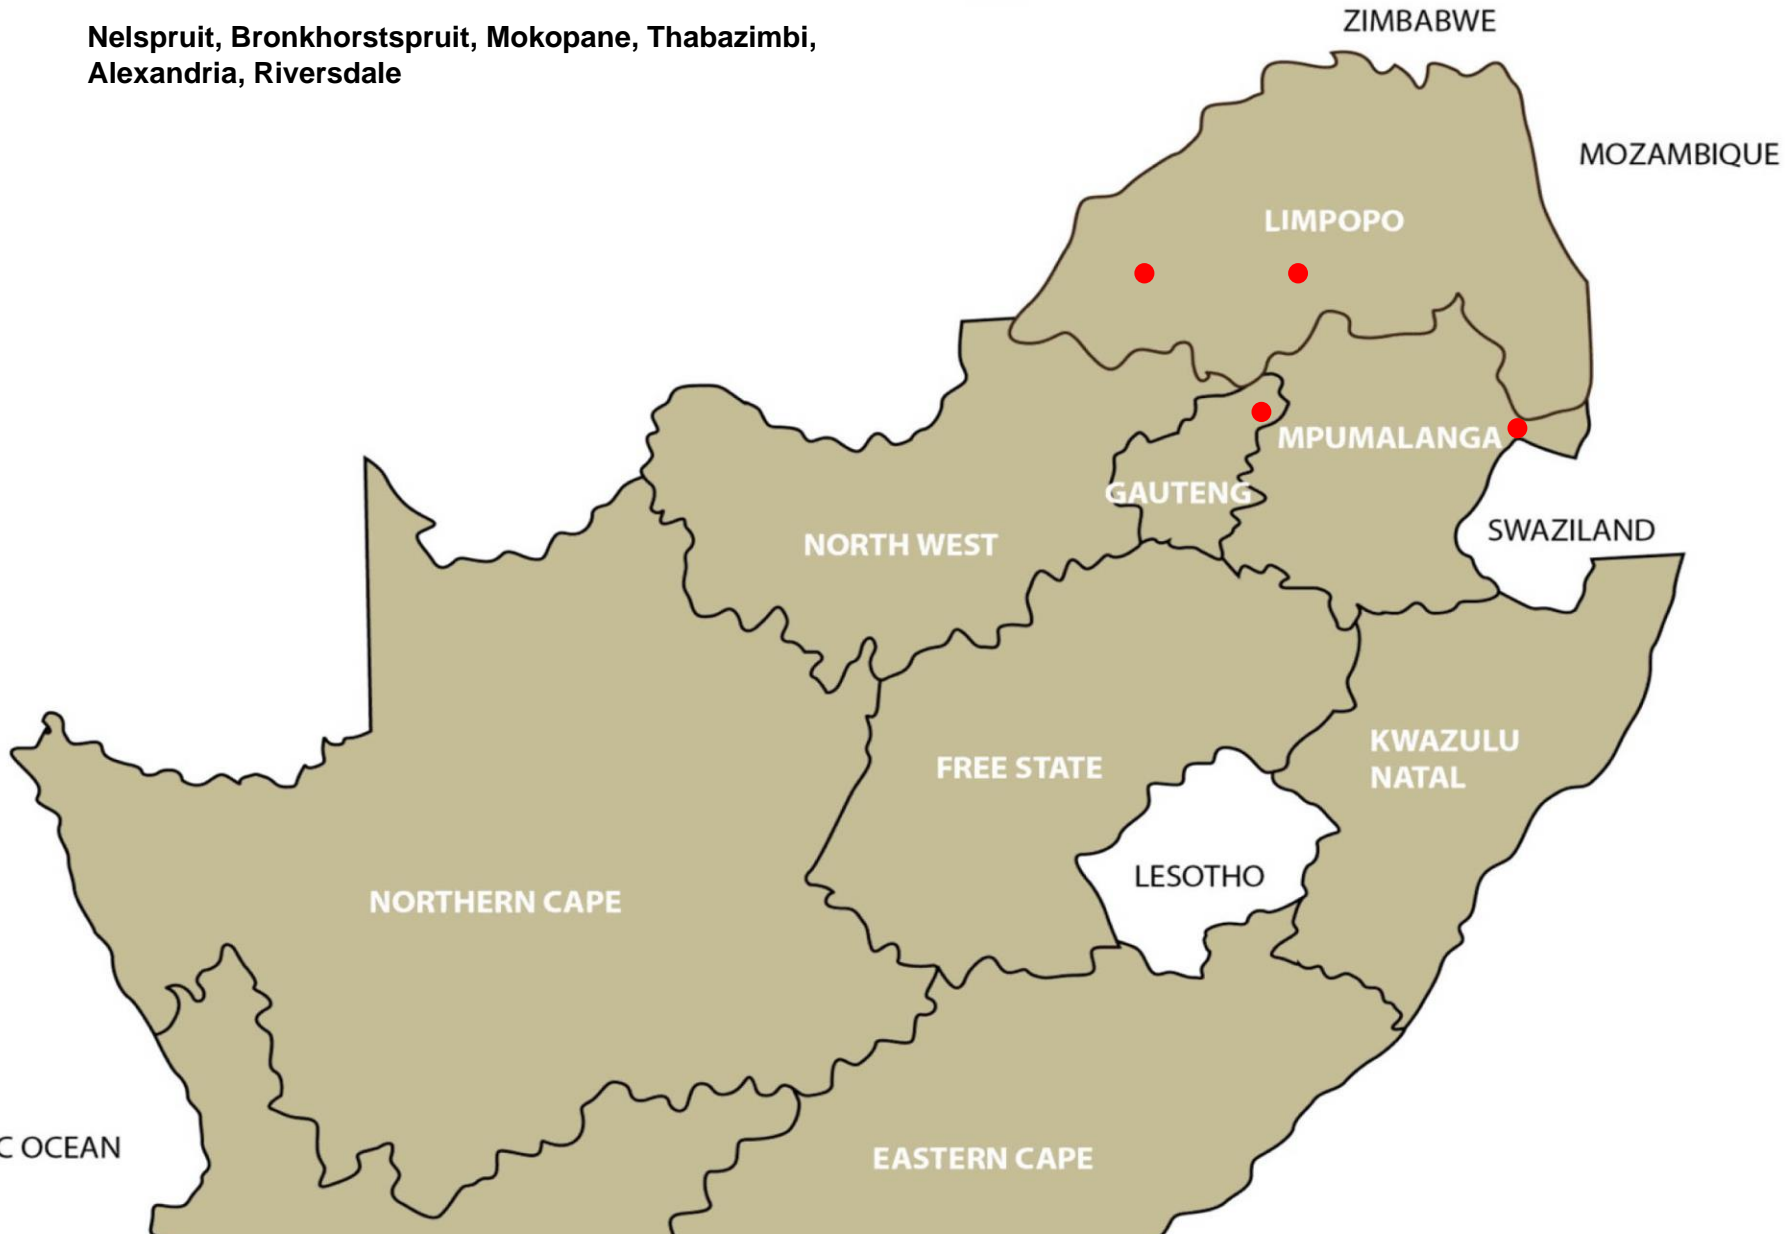 Nelspruit, Bronkhorstspruit, Mokopane, Thabazimbi,
Alexandria, Riversdale
ZIMBABWE
MOZAMBIQUE
LIMPOPO
MPUMALANGA
GAUTENG
SWAZILAND
NORTH WEST
KWAZULU
NATAL
FREE STATE
LESOTHO
NORTHERN CAPE
C OCEAN
EASTERN CAPE